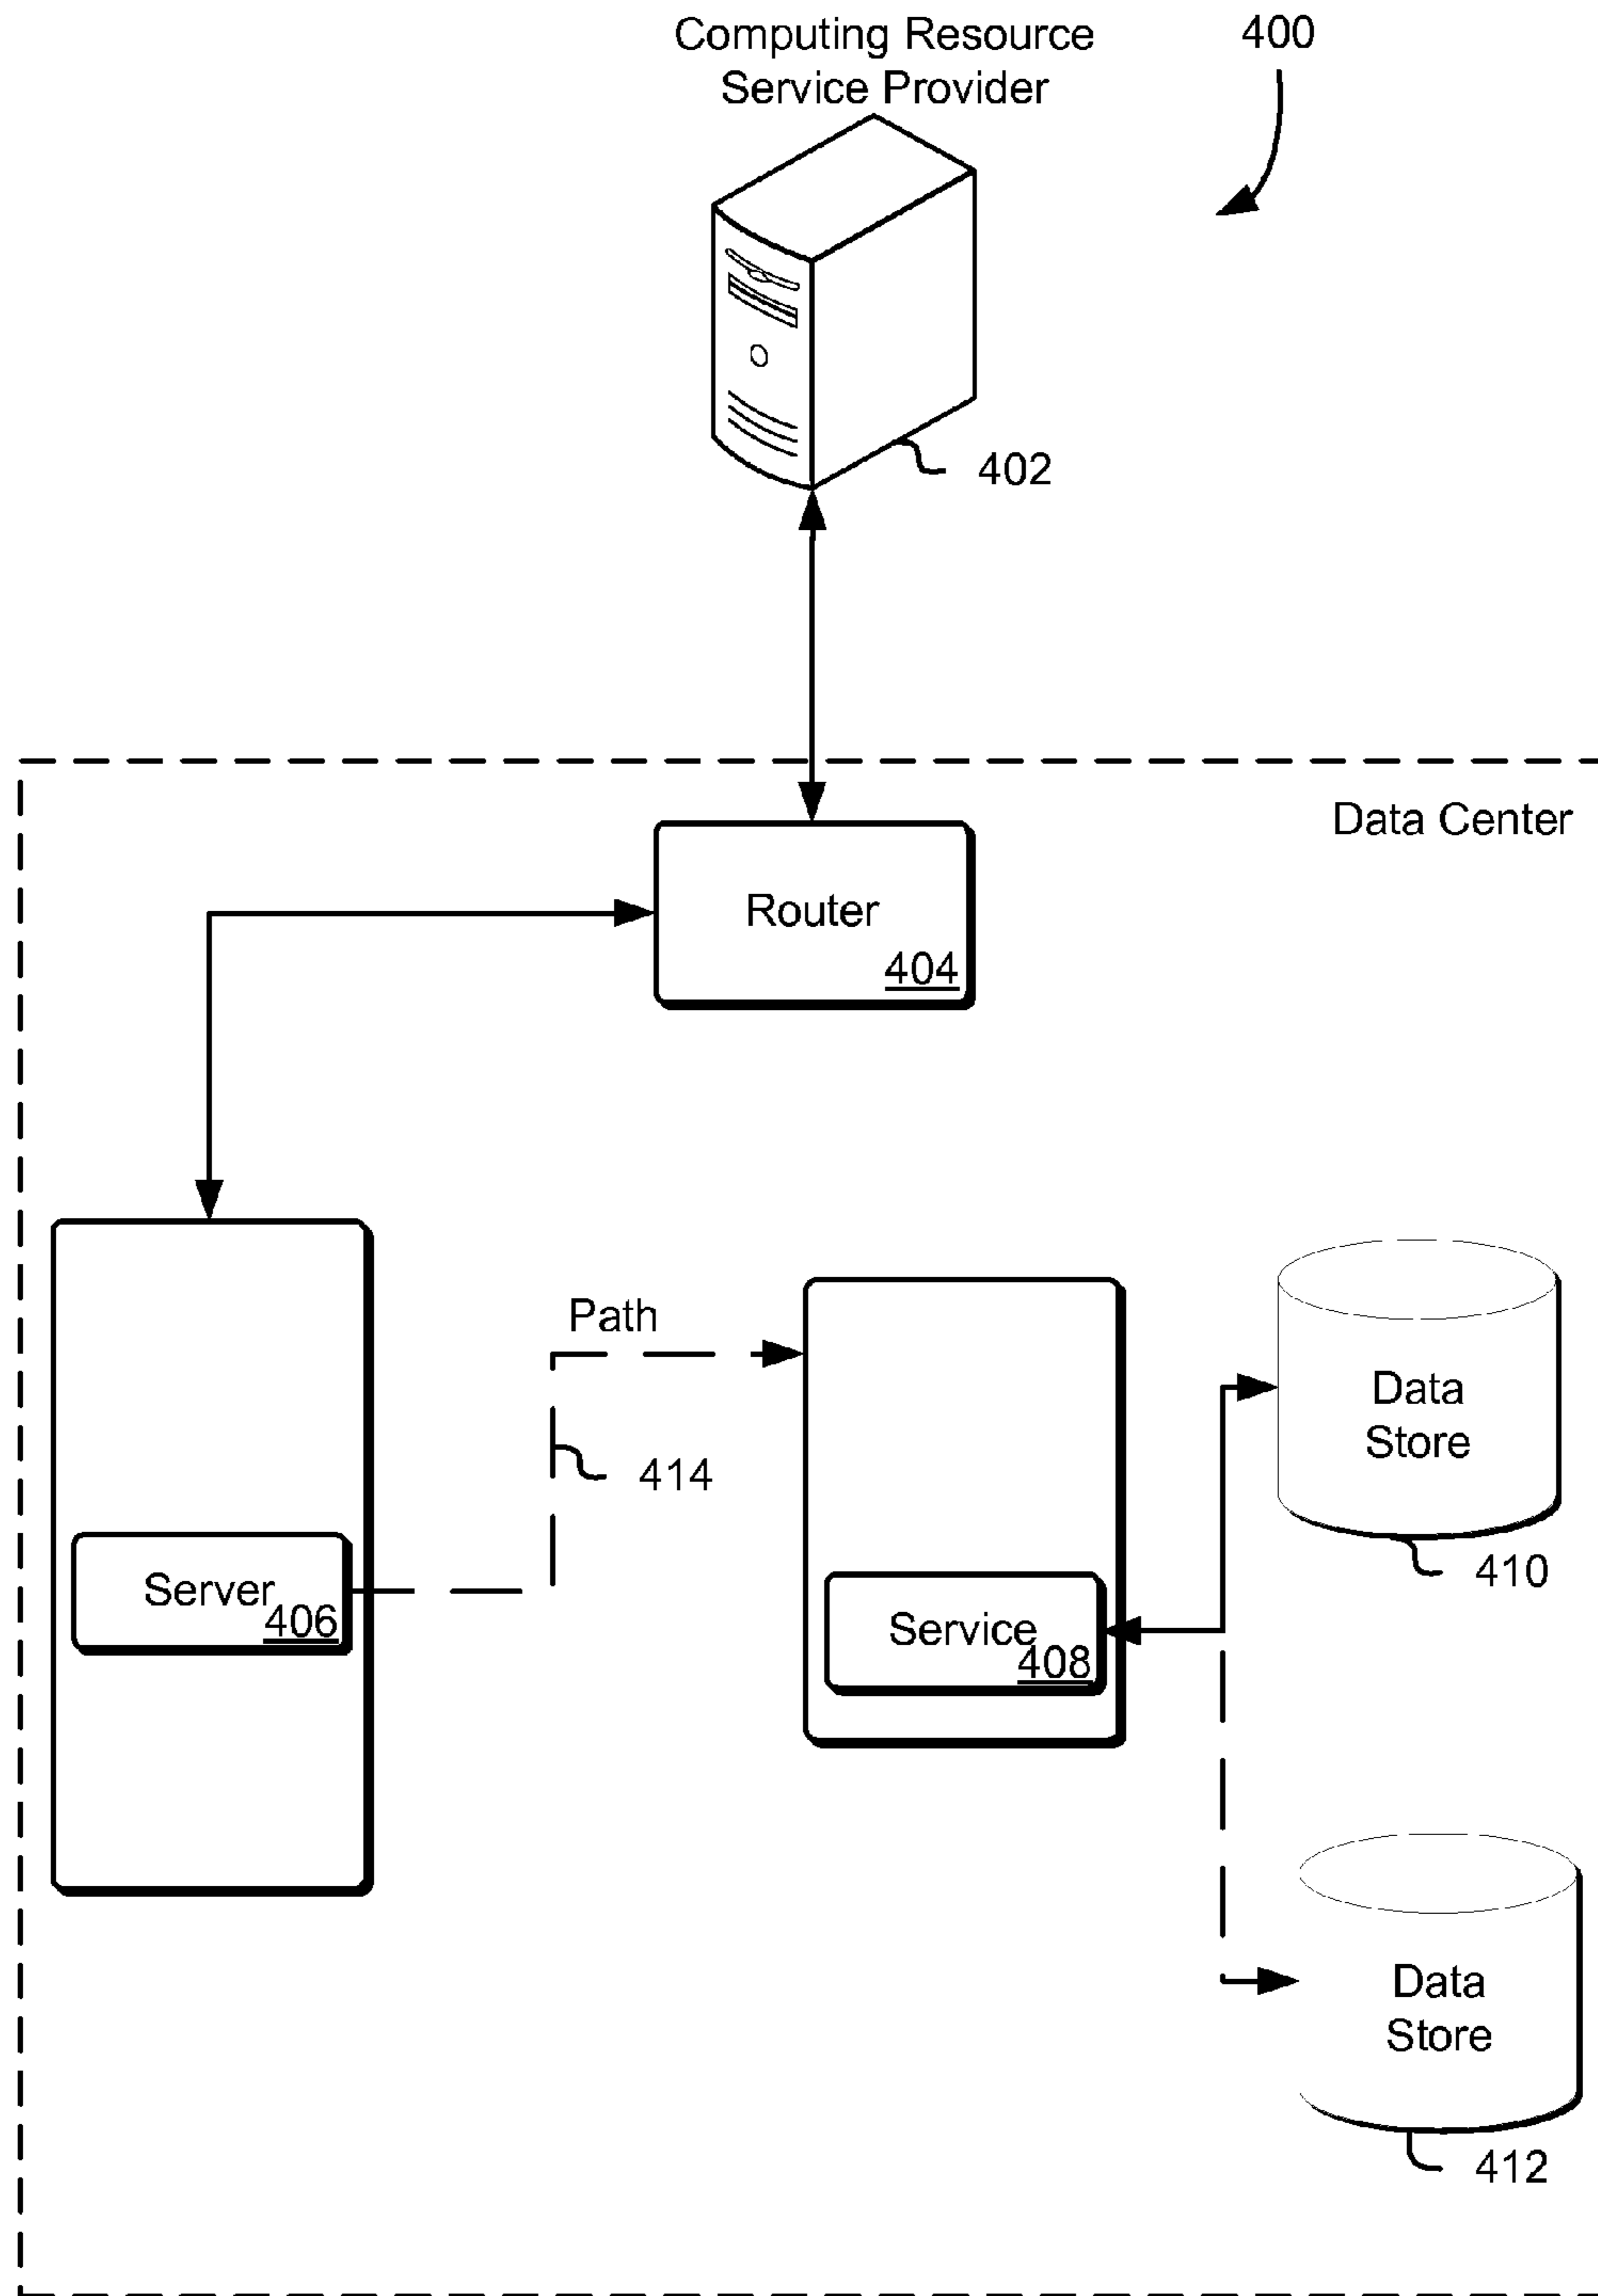 Computing Resource
Service Provider
400
402
Data Center
Router
404
Path
414
Server
406
Service
408
Data
Store
410
Data
Store
412